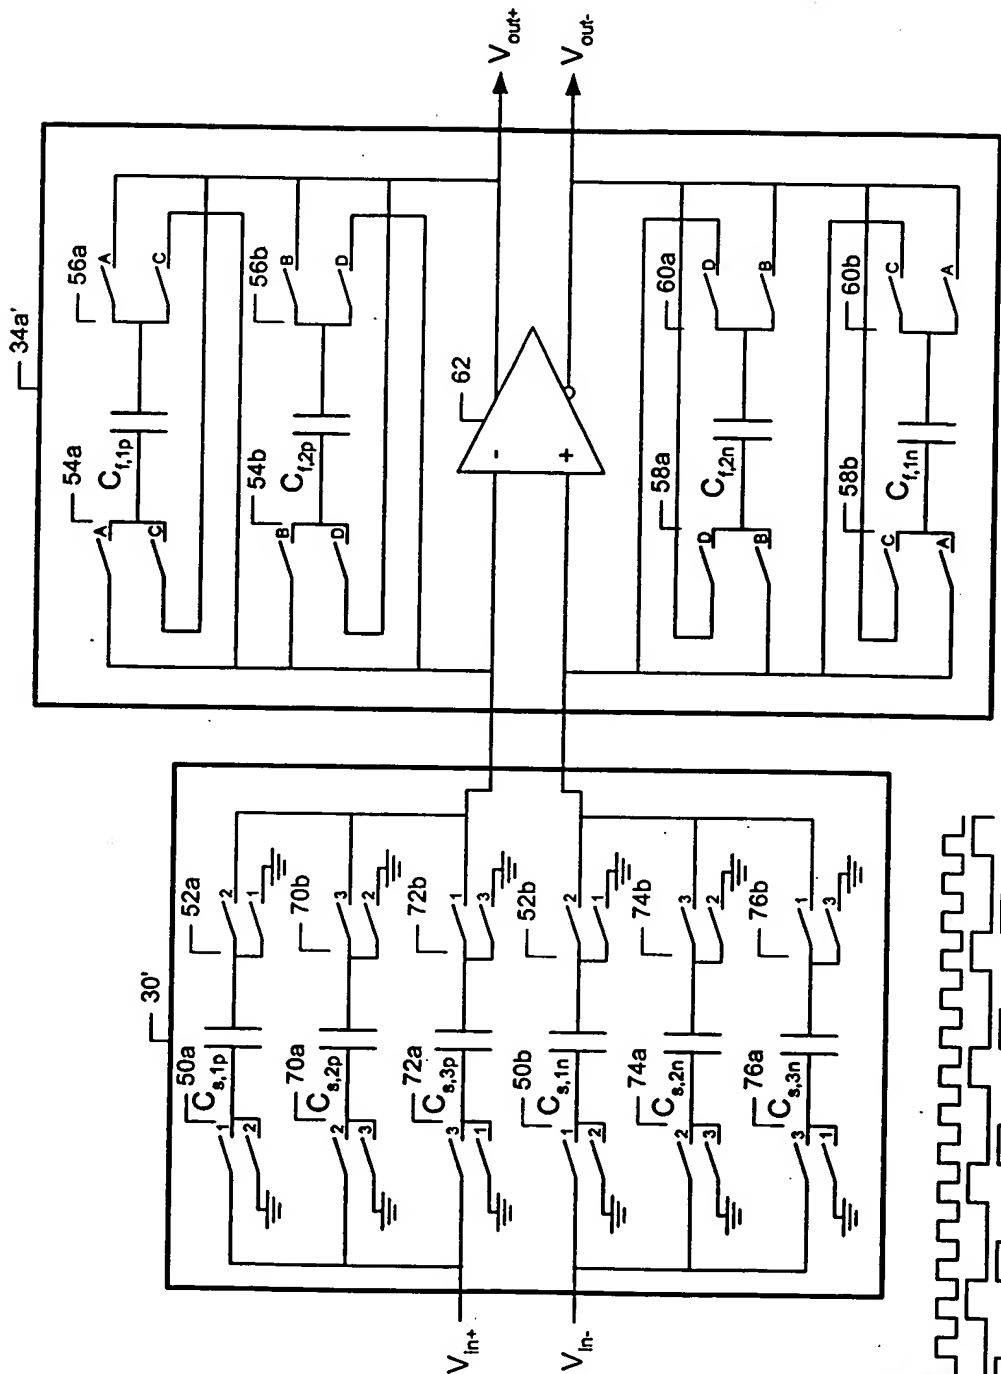 34a'
54a
A
C
C_f,1p
56a
A
C
54b
B
D
C_f,2p
56b
B
D
62
-
+
V_out+
V_out-
58a
D
B
C_f,2n
60a
D
B
58b
C
A
C_f,1n
60b
C
A
30'
50a
1
2
C_s,1p
52a
2
1
70a
2
3
C_s,2p
70b
3
2
72a
3
1
C_s,3p
72b
1
3
50b
1
2
C_s,1n
52b
2
1
74a
2
3
C_s,2n
74b
3
2
76a
3
1
C_s,3n
76b
1
3
V_in+
V_in-